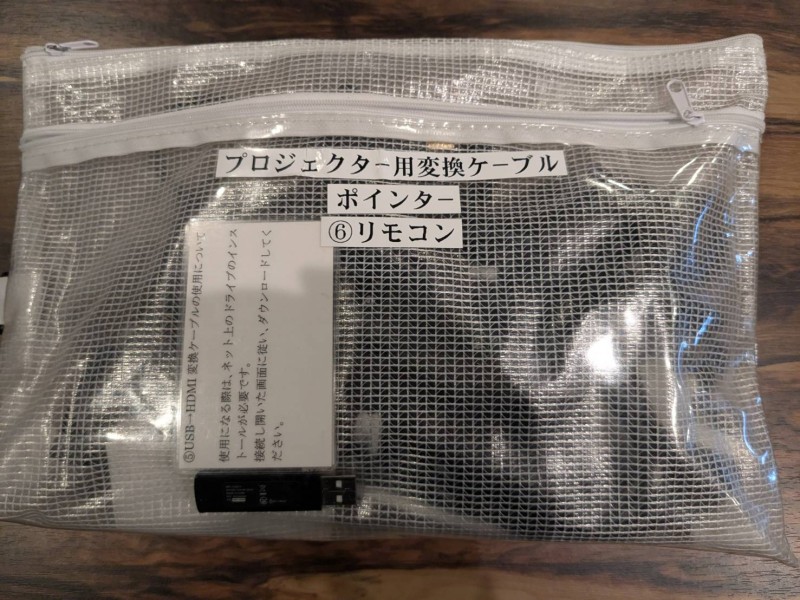 プロジェクター用変換ケーブル
ポインター
⑥リモコン
⑤USB→HDMI変換ケーブルの使用について
使用になる際は、ネット上のドライブのインス
トールが必要です。
接続し開いた画面に従い、ダウンロードしてく
ださい。